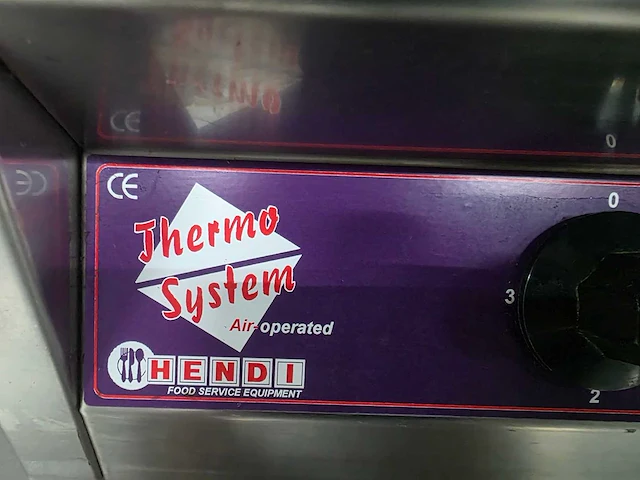 CE
Thermo
System
Air-operated
HENDI
FOOD SERVICE EQUIPMENT
0
3
2